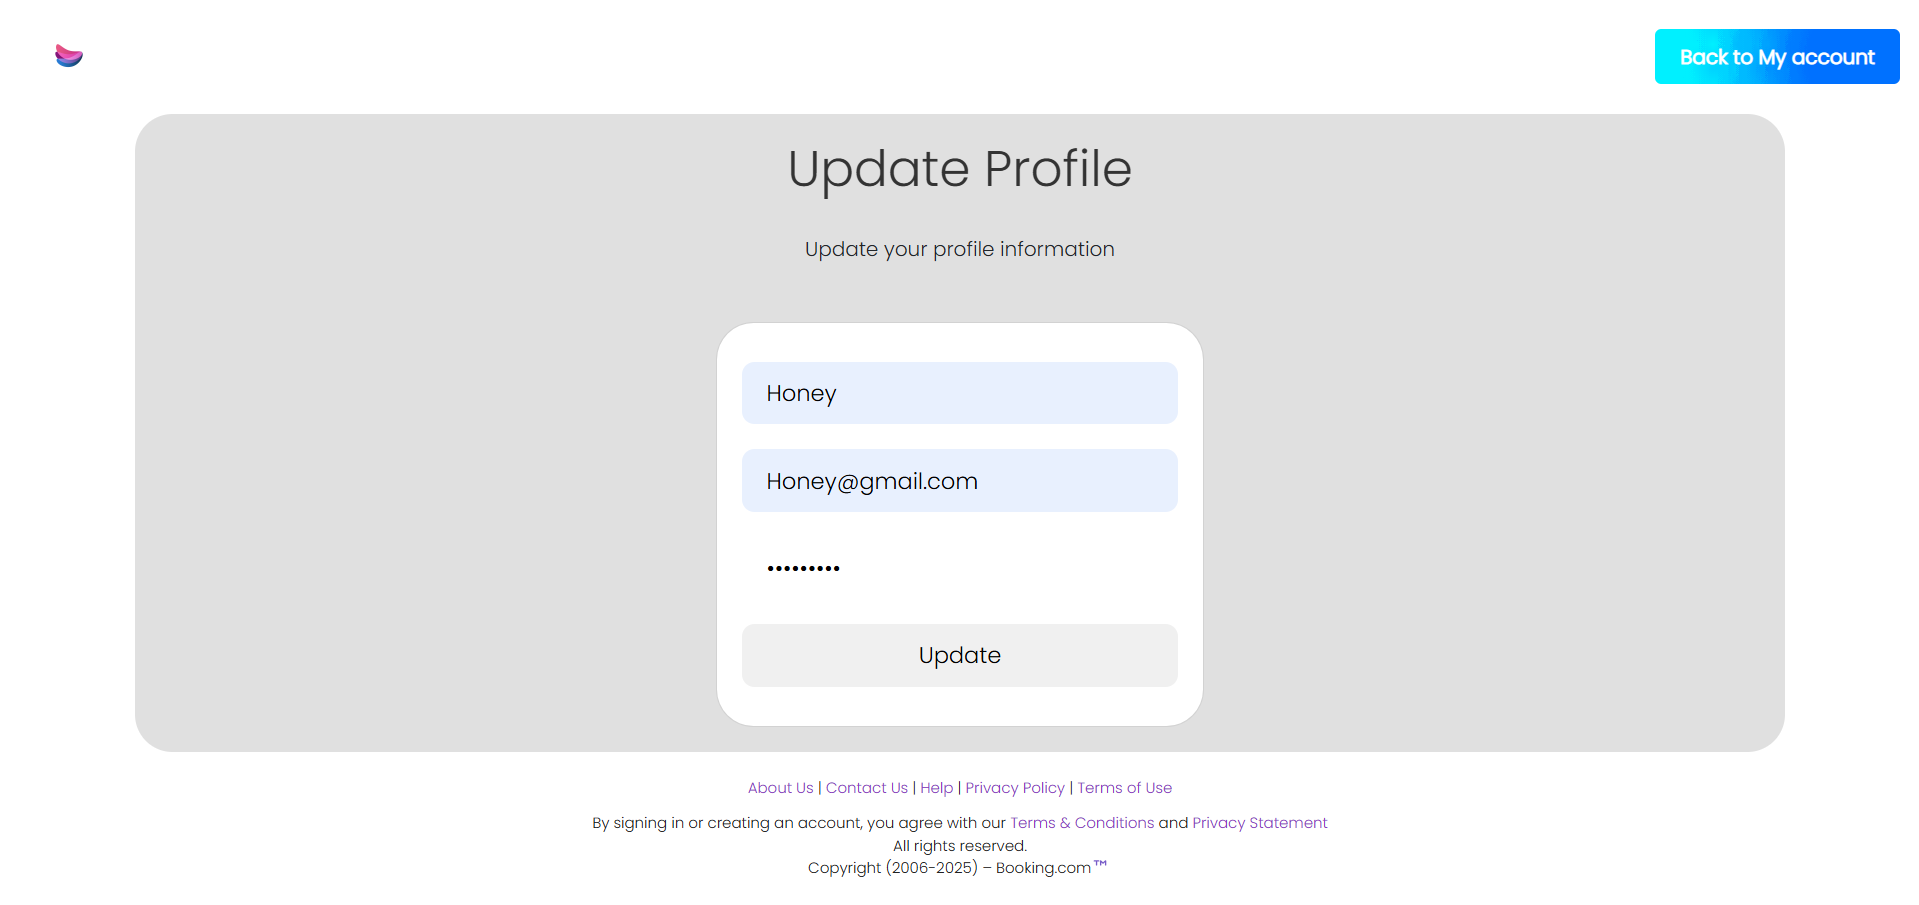 Back to My account
Update Profile
Update your profile information
Honey
Honey@gmail.com
•••••••••
Update
About Us | Contact Us | Help | Privacy Policy | Terms of Use
By signing in or creating an account, you agree with our Terms & Conditions and Privacy Statement
All rights reserved.
Copyright (2006-2025) – Booking.com™